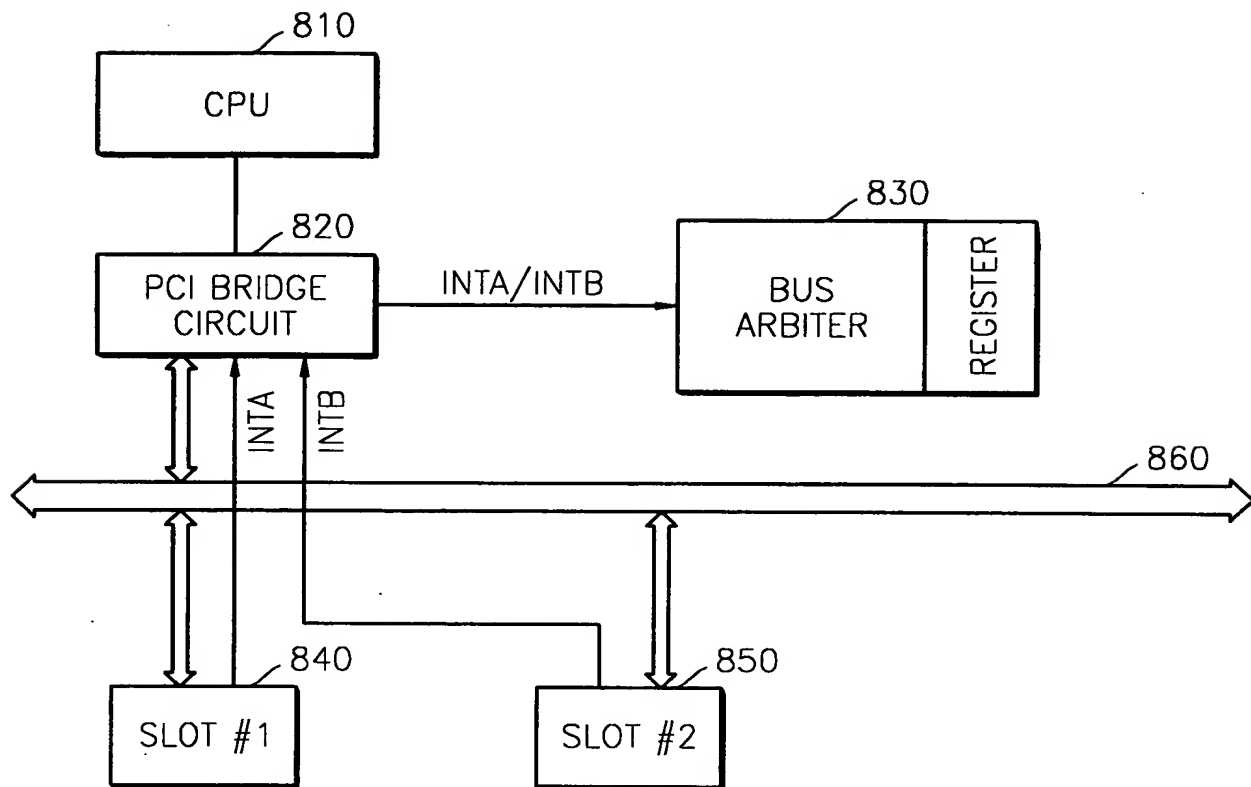 810
CPU
820
PCI BRIDGE
CIRCUIT
INTA/INTB
830
BUS
ARBITER
REGISTER
INTA
INTB
860
840
SLOT #1
850
SLOT #2